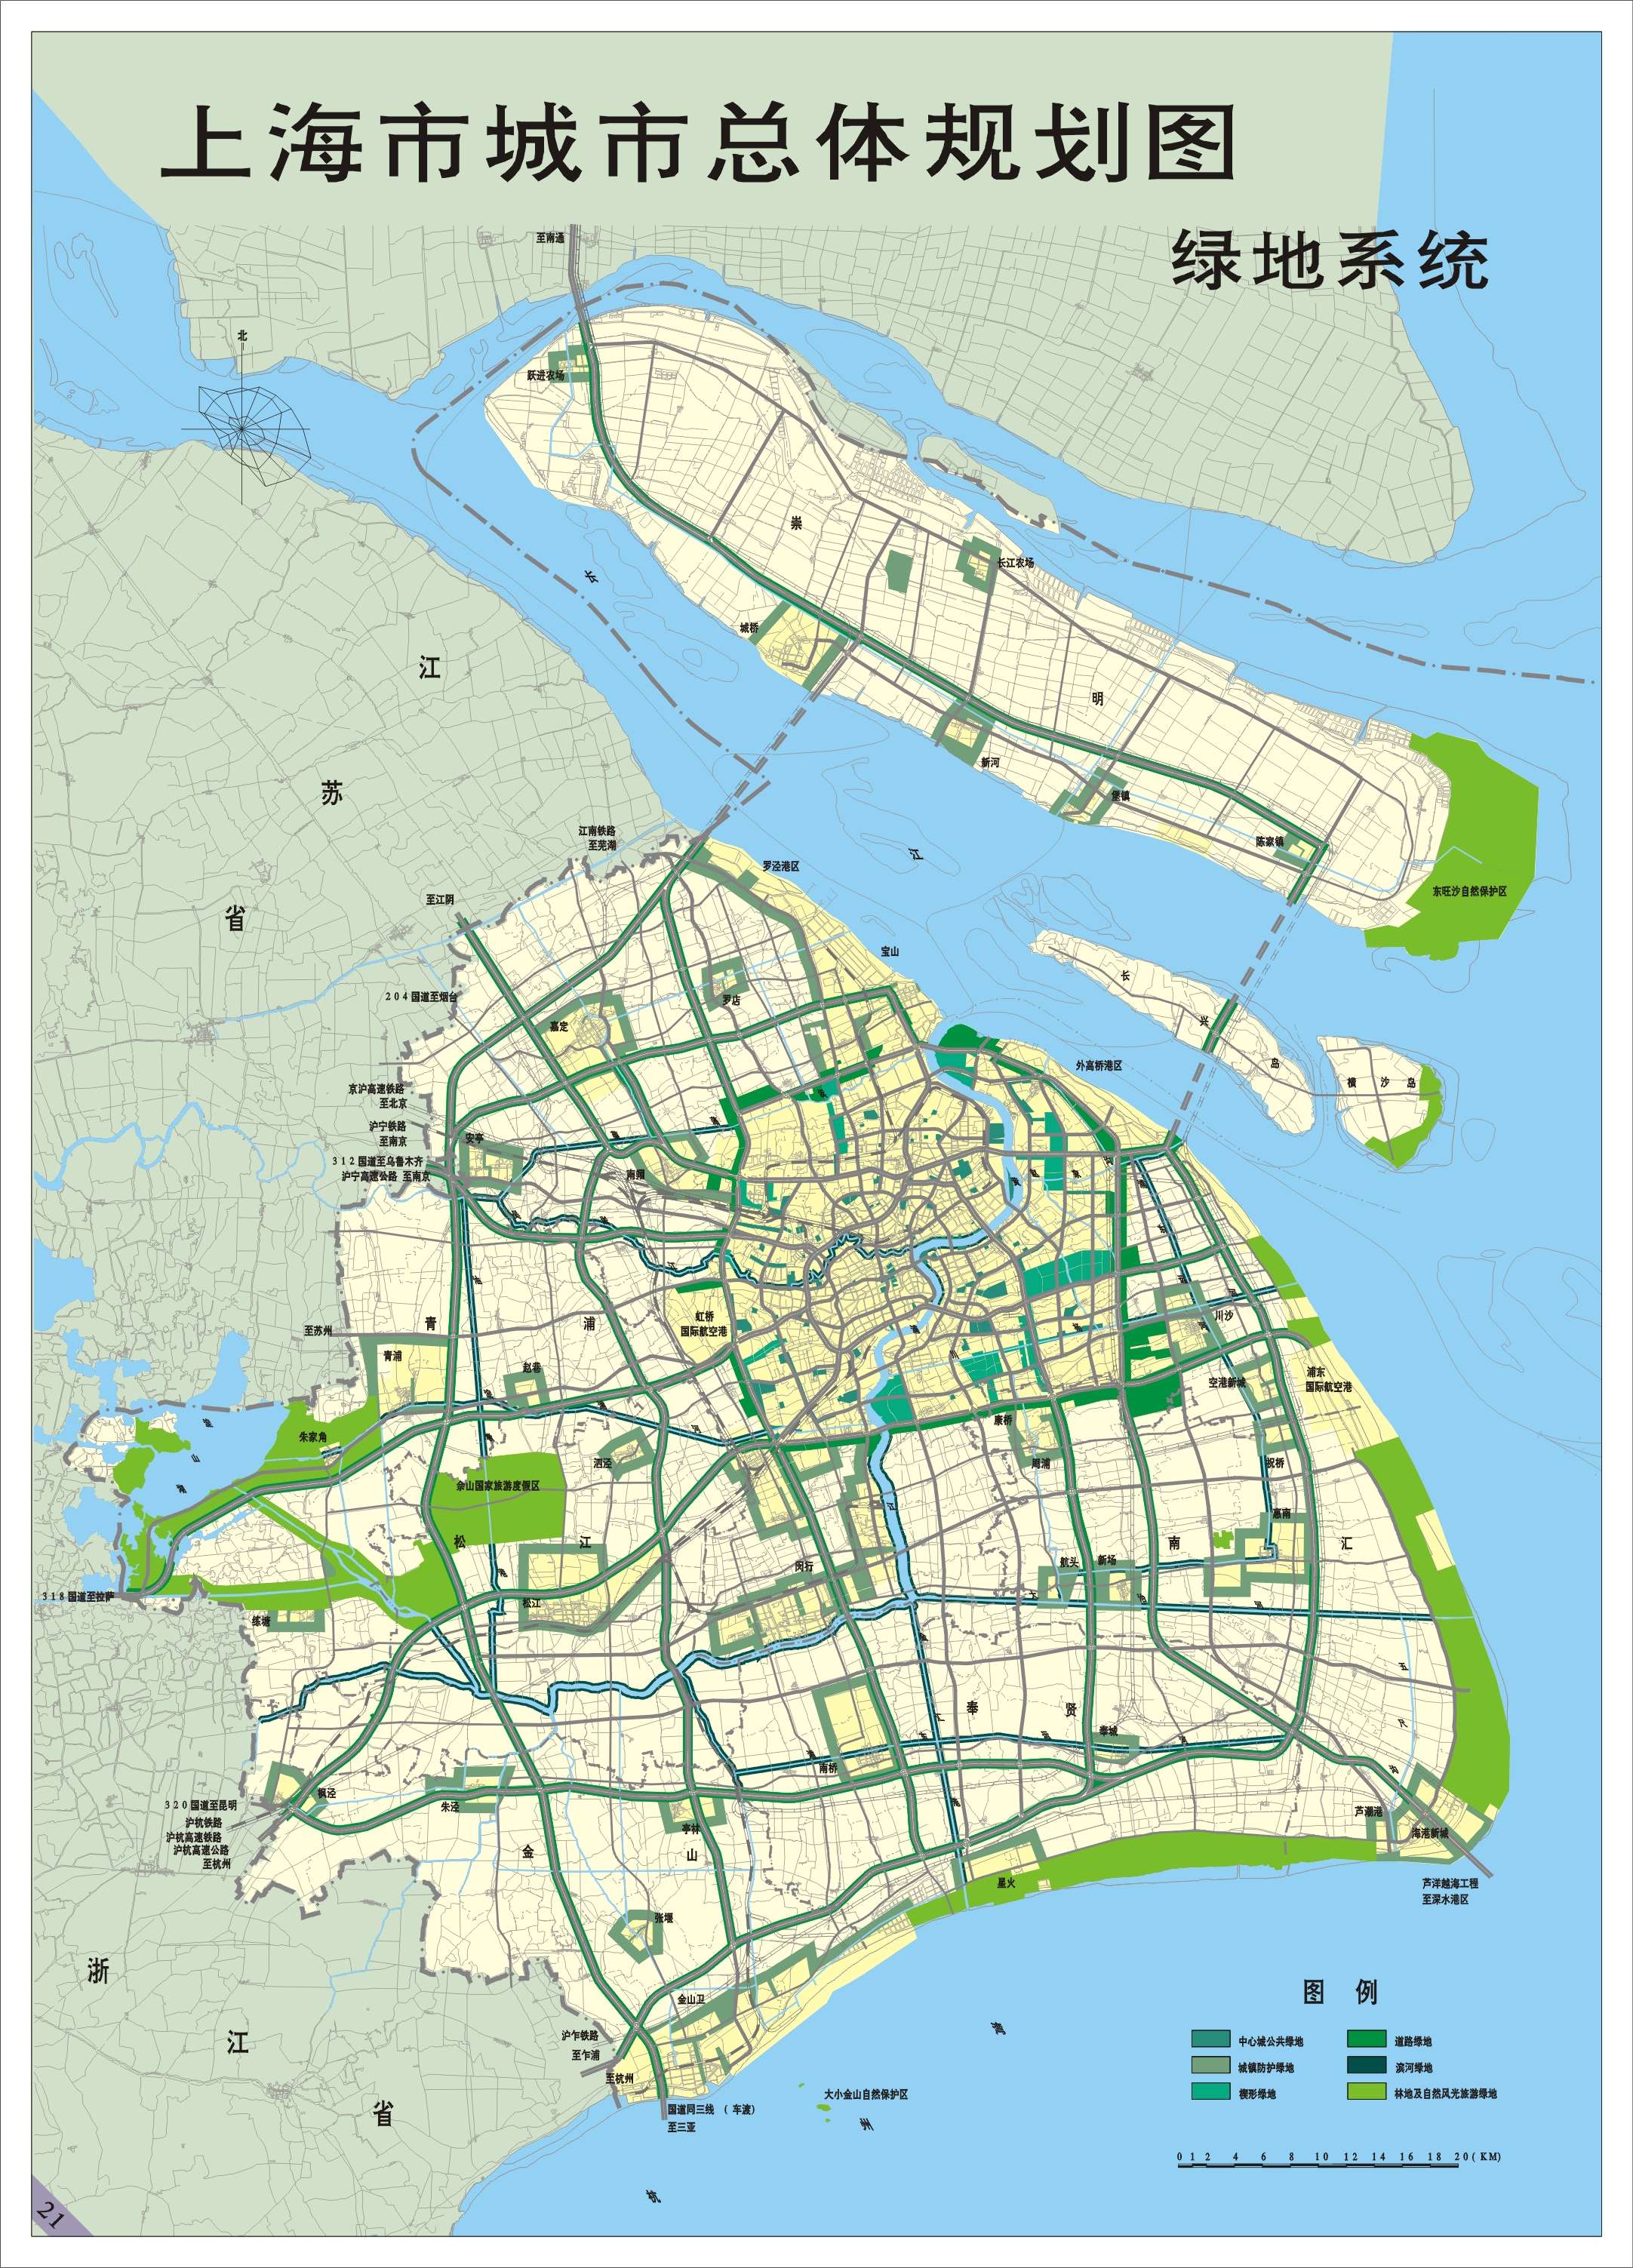 上海市城市总体规划图
绿地系统
至南通
北
跃进农场
崇
长江农场
长
城桥
江
明
新河
苏
堡镇
江南铁路
至芜湖
陈家镇
江
罗泾港区
东旺沙自然保护区
至江阴
省
宝山
长
204国道至烟台
罗店
嘉定
兴
外高桥港区
岛
横沙岛
京沪高速铁路
至北京
沪宁铁路
至南京
安亭
312国道至乌鲁木齐
沪宁高速公路 至南京
南翔
虹桥
国际航空港
川沙
青
浦
至苏州
青浦
赵巷
浦东
国际航空港
空港新城
康桥
朱家角
泗泾
周浦
祝桥
佘山国家旅游度假区
惠南
松
江
南
汇
闵行
航头
新场
318国道至拉萨
松江
练塘
奉
贤
奉城
南桥
枫泾
320国道至昆明
朱泾
沪杭铁路
沪杭高速铁路
沪杭高速公路
至杭州
亭林
芦潮港
海港新城
金
山
星火
芦洋越海工程
至深水港区
张堰
浙
金山卫
图 例
江
沪乍铁路
至乍浦
湾
中心城公共绿地
道路绿地
城镇防护绿地
滨河绿地
楔形绿地
林地及自然风光旅游绿地
至杭州
大小金山自然保护区
省
国道同三线 (车渡)
至三亚
州
0 1 2 4 6 8 10 12 14 16 18 20(KM)
杭
21